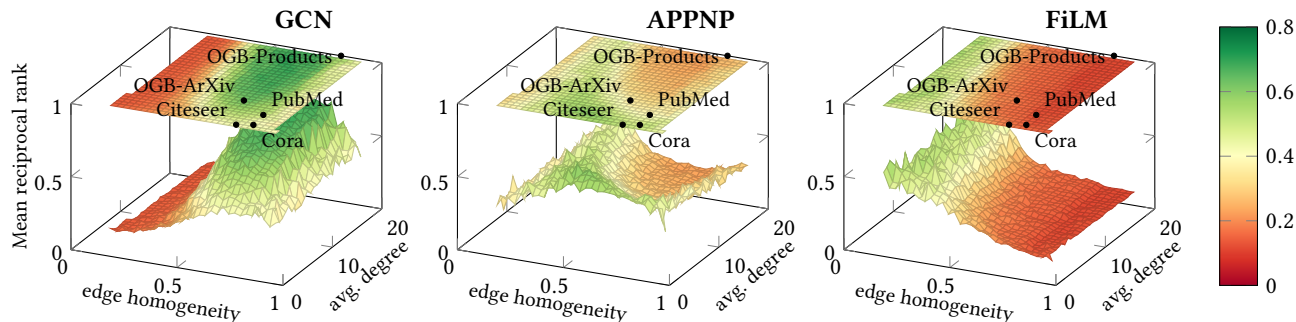 GCN
APPNP
FiLM
Mean reciprocal rank
1
0.5
0
0
0.5
1
edge homogeneity
0
10
20
avg. degree
OGB-Products
OGB-ArXiv
Citeseer
PubMed
Cora
1
0.5
0
0
0.5
1
edge homogeneity
0
10
20
avg. degree
OGB-Products
OGB-ArXiv
Citeseer
PubMed
Cora
1
0.5
0
0
0.5
1
edge homogeneity
0
10
20
avg. degree
OGB-Products
OGB-ArXiv
Citeseer
PubMed
Cora
0.8
0.6
0.4
0.2
0